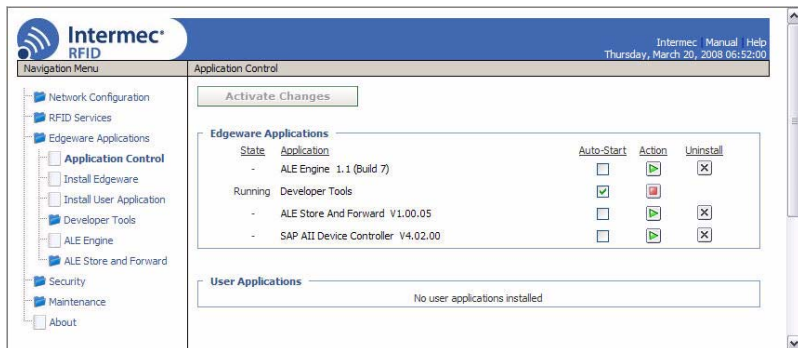 Intermec
RFID
Intermec | Manual | Help
Thursday, March 20, 2008 06:52:00
Navigation Menu
Application Control
Network Configuration
RFID Services
Edgeware Applications
Application Control
Install Edgeware
Install User Application
Developer Tools
ALE Engine
ALE Store and Forward
Security
Maintenance
About
Activate Changes
Edgeware Applications
State Application Auto-Start Action Uninstall
- ALE Engine 1.1 (Build 7)
Running Developer Tools
- ALE Store And Forward V1.00.05
- SAP AII Device Controller V4.02.00
User Applications
No user applications installed